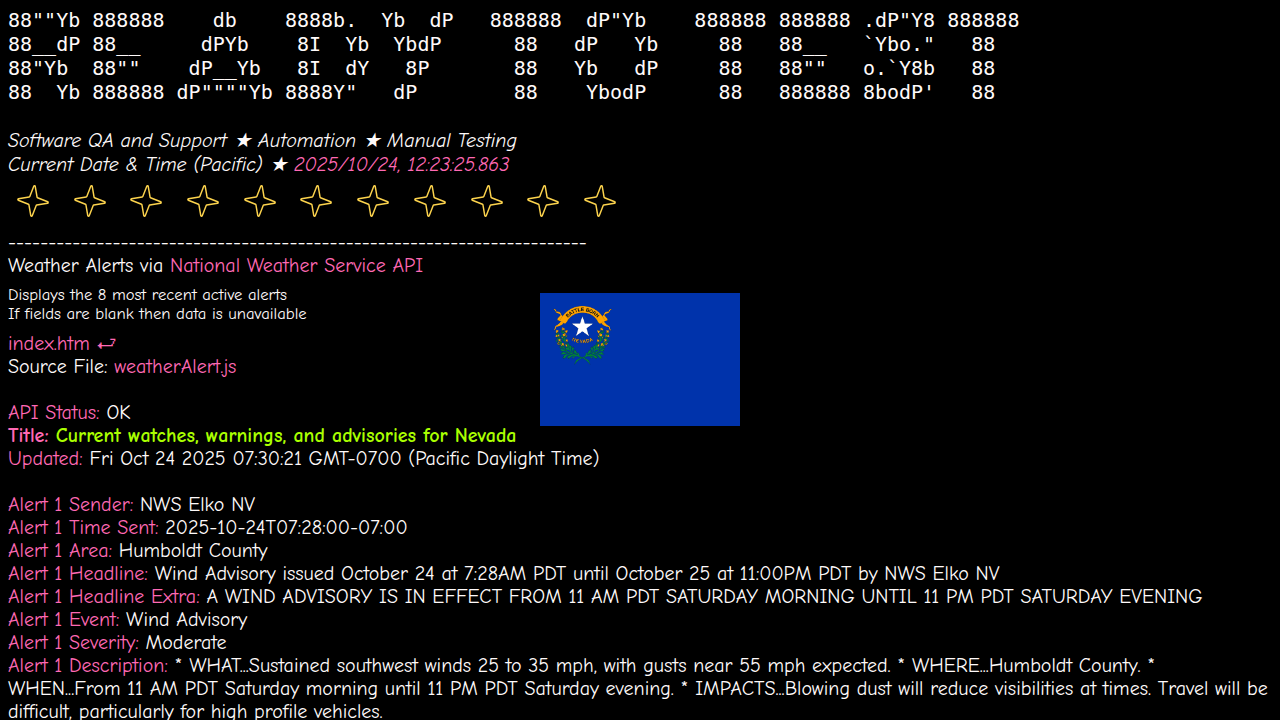 88""Yb 888888    db    8888b.  Yb  dP   888888  dP"Yb    888888 888888 .dP"Y8 888888
88__dP 88__     dPYb    8I  Yb  YbdP      88   dP   Yb     88   88__   `Ybo."   88
88"Yb  88""    dP__Yb   8I  dY   8P       88   Yb   dP     88   88""   o.`Y8b   88
88  Yb 888888 dP""""Yb 8888Y"   dP        88    YbodP      88   888888 8bodP'   88
Software QA and Support ★ Automation ★ Manual Testing
Current Date & Time (Pacific) ★ 2025/10/24, 12:23:25.863
------------------------------------------------------------------------
Weather Alerts via National Weather Service API
Displays the 8 most recent active alerts
If fields are blank then data is unavailable
BATTLE BORN
NEVADA
index.htm ⮐
Source File: weatherAlert.js
API Status: OK
Title: Current watches, warnings, and advisories for Nevada
Updated: Fri Oct 24 2025 07:30:21 GMT-0700 (Pacific Daylight Time)
Alert 1 Sender: NWS Elko NV
Alert 1 Time Sent: 2025-10-24T07:28:00-07:00
Alert 1 Area: Humboldt County
Alert 1 Headline: Wind Advisory issued October 24 at 7:28AM PDT until October 25 at 11:00PM PDT by NWS Elko NV
Alert 1 Headline Extra: A WIND ADVISORY IS IN EFFECT FROM 11 AM PDT SATURDAY MORNING UNTIL 11 PM PDT SATURDAY EVENING
Alert 1 Event: Wind Advisory
Alert 1 Severity: Moderate
Alert 1 Description: * WHAT...Sustained southwest winds 25 to 35 mph, with gusts near 55 mph expected. * WHERE...Humboldt County. *
WHEN...From 11 AM PDT Saturday morning until 11 PM PDT Saturday evening. * IMPACTS...Blowing dust will reduce visibilities at times. Travel will be
difficult, particularly for high profile vehicles.